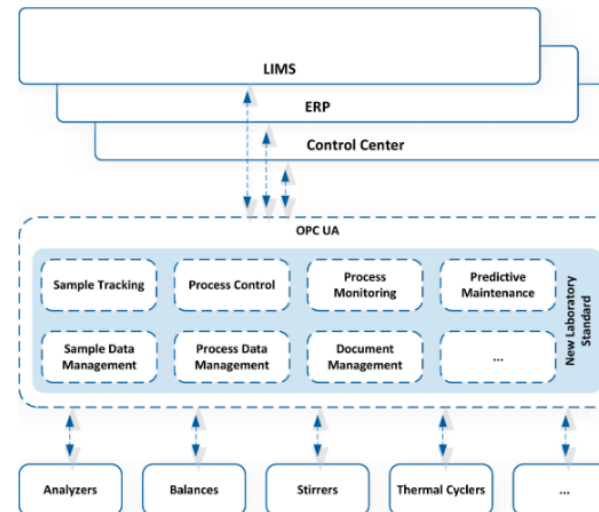 LIMS
ERP
Control Center
OPC UA
Sample Tracking
Process Control
Process
Monitoring
Predictive
Maintenance
Sample Data
Management
Process Data
Management
Document
Management
...
New Laboratory
Standard
Analyzers
Balances
Stirrers
Thermal Cyclers
...